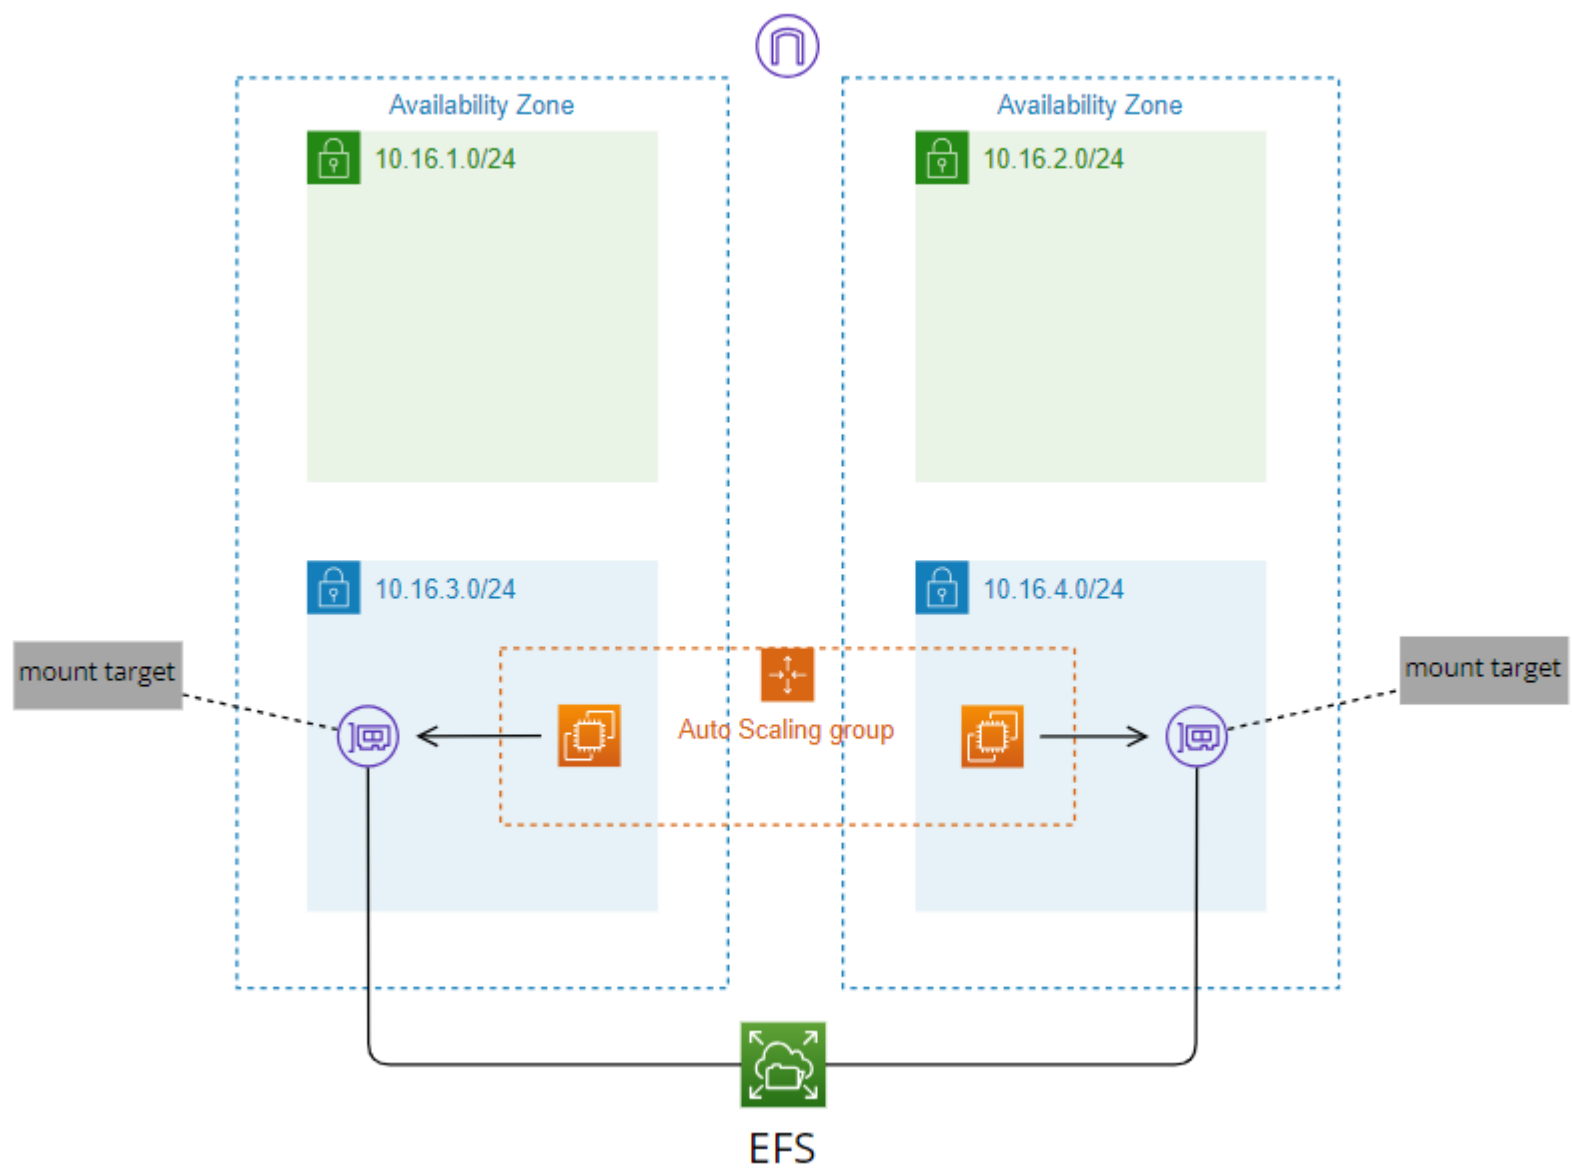 Availability Zone
Availability Zone
10.16.1.0/24
10.16.2.0/24
10.16.3.0/24
10.16.4.0/24
mount target
mount target
Auto Scaling group
EFS